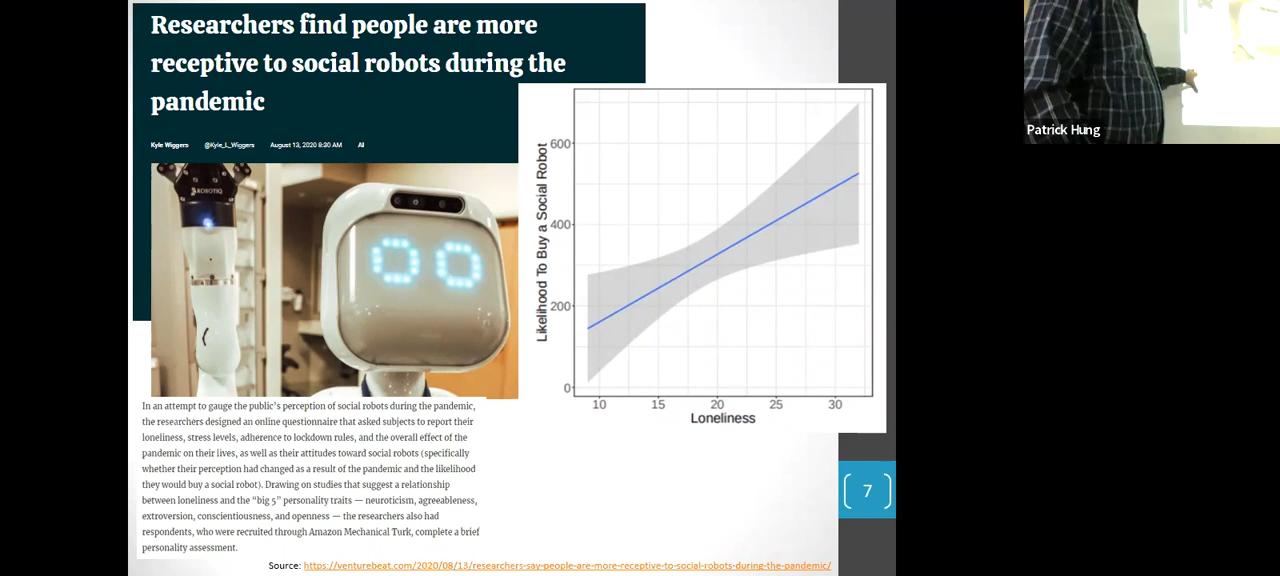 Researchers find people are more
receptive to social robots during the
pandemic
Kyle Wiggers @Kyle_L_Wiggers August 13, 2020 8:30 AM AI
ROBOTIQ
In an attempt to gauge the public's perception of social robots during the pandemic,
the researchers designed an online questionnaire that asked subjects to report their
loneliness, stress levels, adherence to lockdown rules, and the overall effect of the
pandemic on their lives, as well as their attitudes toward social robots (specifically
whether their perception had changed as a result of the pandemic and the likelihood
they would buy a social robot). Drawing on studies that suggest a relationship
between loneliness and the “big 5” personality traits — neuroticism, agreeableness,
extroversion, conscientiousness, and openness — the researchers also had
respondents, who were recruited through Amazon Mechanical Turk, complete a brief
personality assessment.
Likelihood To Buy a Social Robot
600
400
200
0
10 15 20 25 30
Loneliness
7
Source: https://venturebeat.com/2020/08/13/researchers-say-people-are-more-receptive-to-social-robots-during-the-pandemic/
Patrick Hung